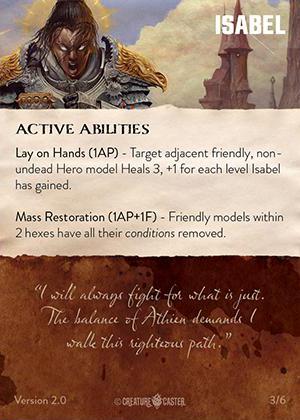 ISABEL
ACTIVE ABILITIES
Lay on Hands (1AP) - Target adjacent friendly, non-
undead Hero model Heals 3, +1 for each level Isabel
has gained.
Mass Restoration (1AP+1F) - Friendly models within
2 hexes have all their conditions removed.
"I will always fight for what is just.
The balance of Athien demands I
walk this righteous path."
Version 2.0
© CREATURE CASTER.
3/6